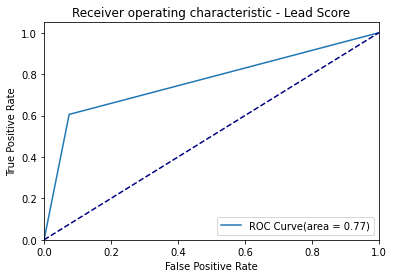 Receiver operating characteristic - Lead Score
True Positive Rate
1.0
0.8
0.6
0.4
0.2
0.0
ROC Curve(area = 0.77)
0.0 0.2 0.4 0.6 0.8 1.0
False Positive Rate